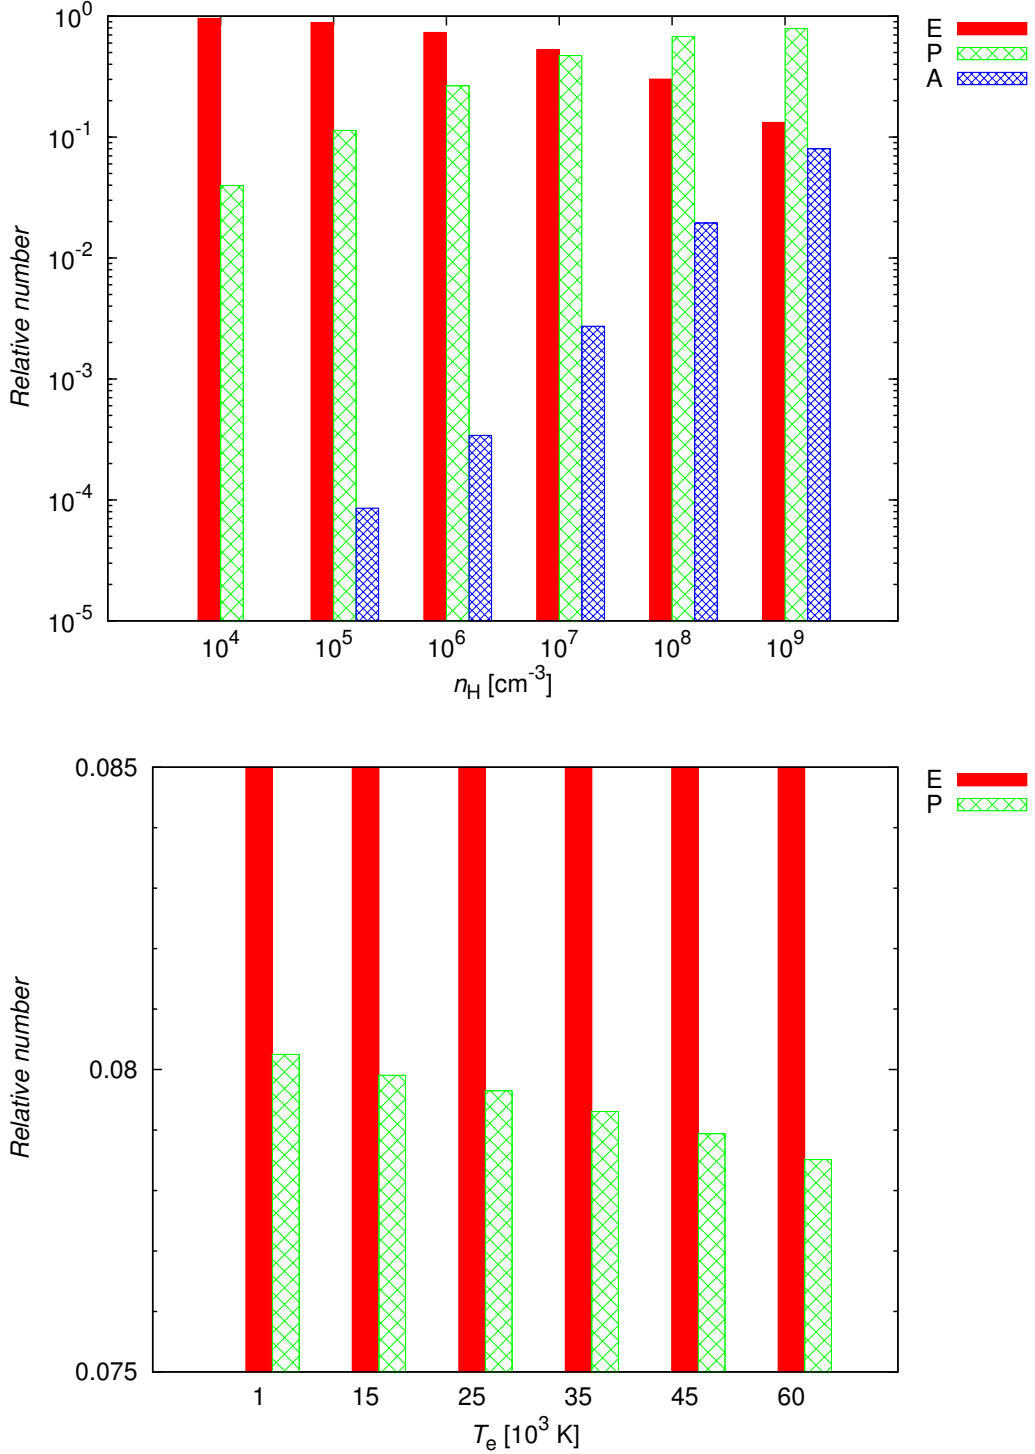 10^0
10^-1
10^-2
10^-3
10^-4
10^-5
Relative number
10^4 10^5 10^6 10^7 10^8 10^9
n_H [cm^-3]
E
P
A
0.085
0.08
0.075
Relative number
1 15 25 35 45 60
T_e [10^3 K]
E
P